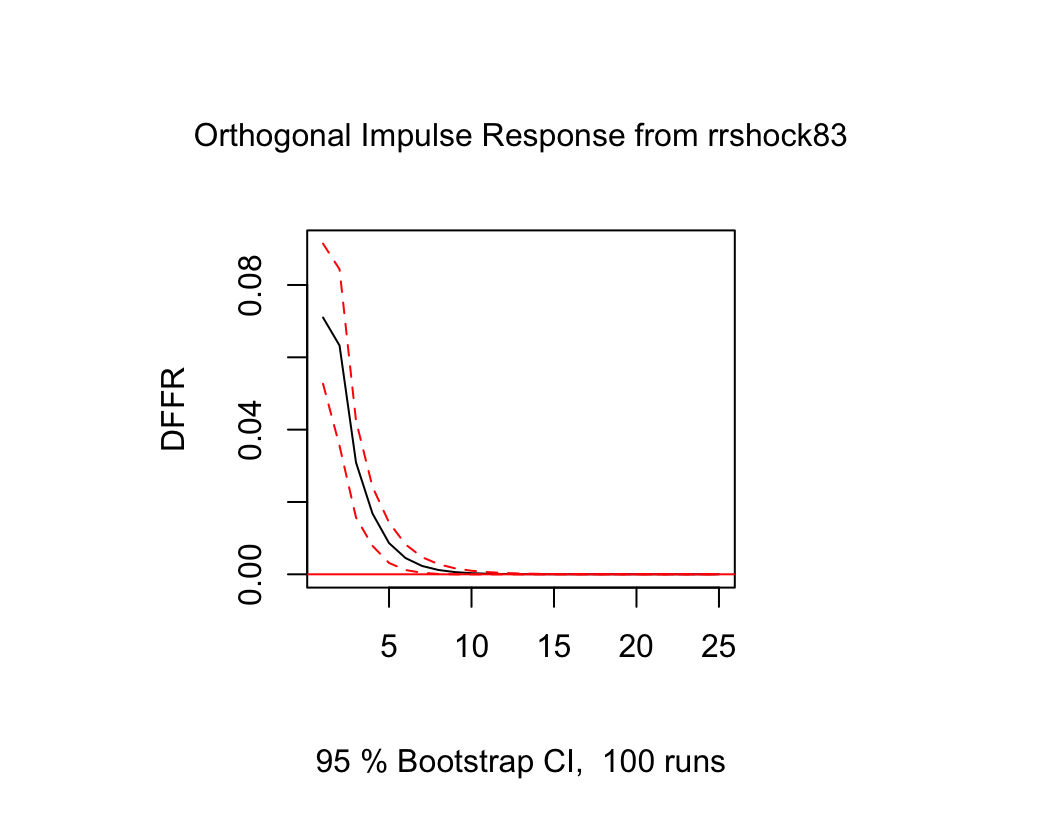 Orthogonal Impulse Response from rrshock83
DFFR
0.08
0.04
0.00
5 10 15 20 25
95 % Bootstrap CI,  100 runs